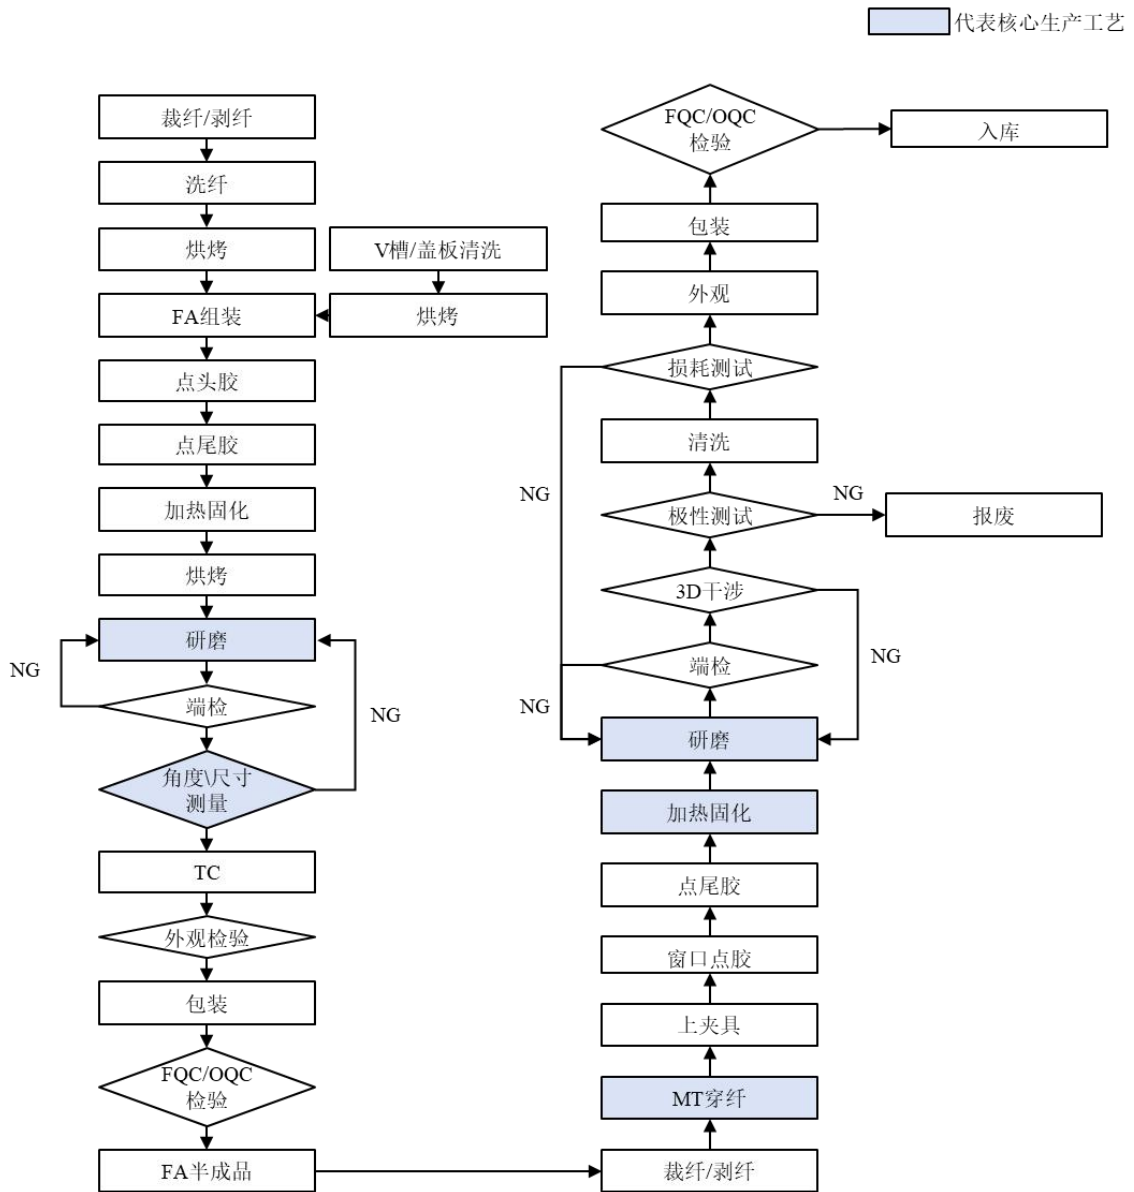 代表核心生产工艺
裁纤/剥纤
洗纤
烘烤
V槽/盖板清洗
烘烤
FA组装
点头胶
点尾胶
加热固化
烘烤
研磨
NG
端检
NG
角度\尺寸
测量
TC
外观检验
包装
FQC/OQC
检验
FA半成品
裁纤/剥纤
MT穿纤
上夹具
窗口点胶
点尾胶
加热固化
研磨
NG
端检
NG
3D干涉
极性测试
NG
报废
清洗
NG
损耗测试
外观
包装
FQC/OQC
检验
入库